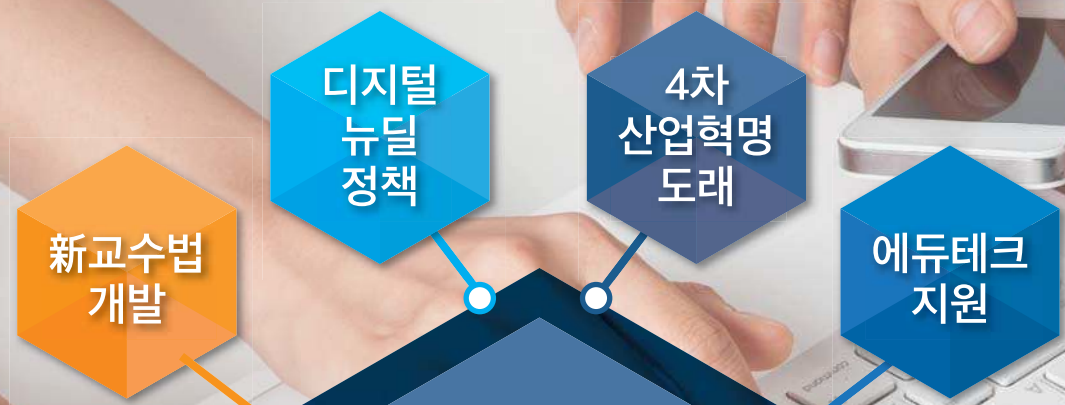 디지털
뉴딜
정책
4차
산업혁명
도래
新교수법
개발
에듀테크
지원
command